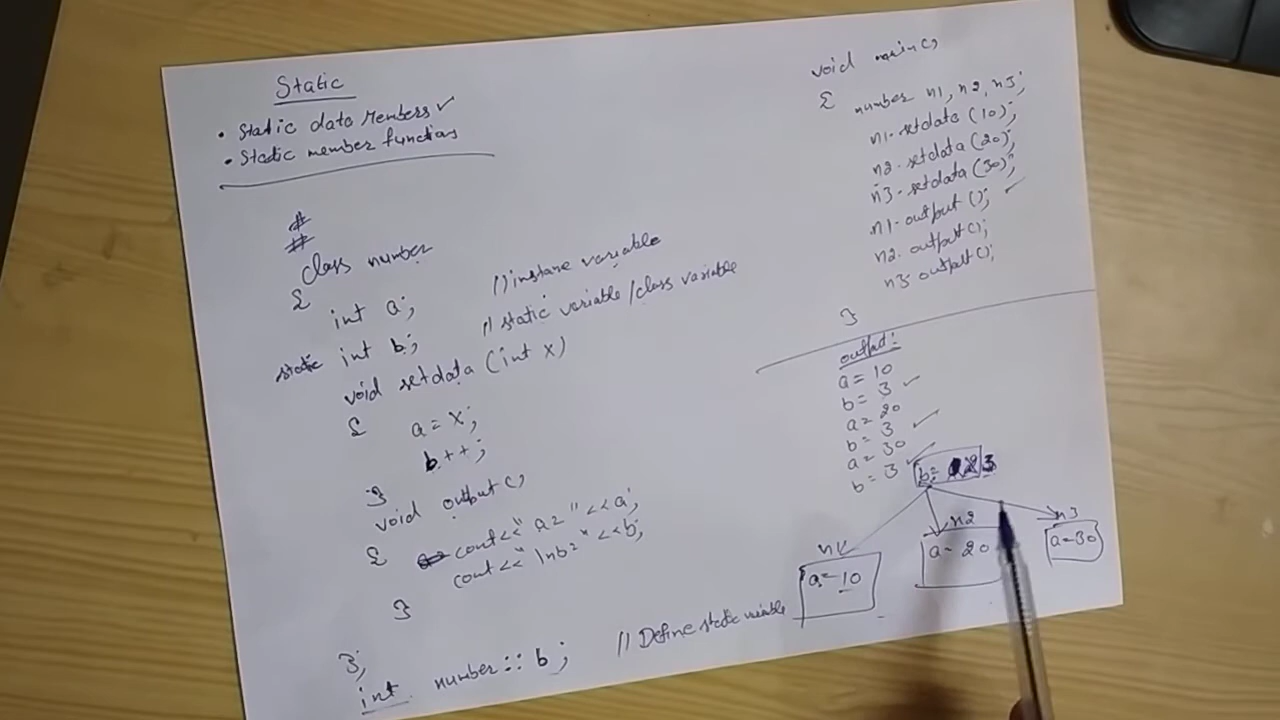 Static
• Static data Members ✓
• Static member functions
#
#
class number
{
int a; // instane variable
static int b; // static variable / class variable
void setdata (int x)
{ a = x;
b++;
}
void output()
{ cout << " a = " << a;
cout << " \n b = " << b;
}
};
int number :: b ; // Define static variable
void main()
{ number n1, n2, n3;
n1. setdata (10);
n2. setdata (20);
n3. setdata (30);
n1. output (); ✓
n2. output ();
n3 output ();
}
output:
a = 10
b = 3 ✓
a = 20
b = 3 ✓
a = 30
b = 3 ✓
b = 2 3
n1
a = 10
n2
a = 20
n3
a = 30